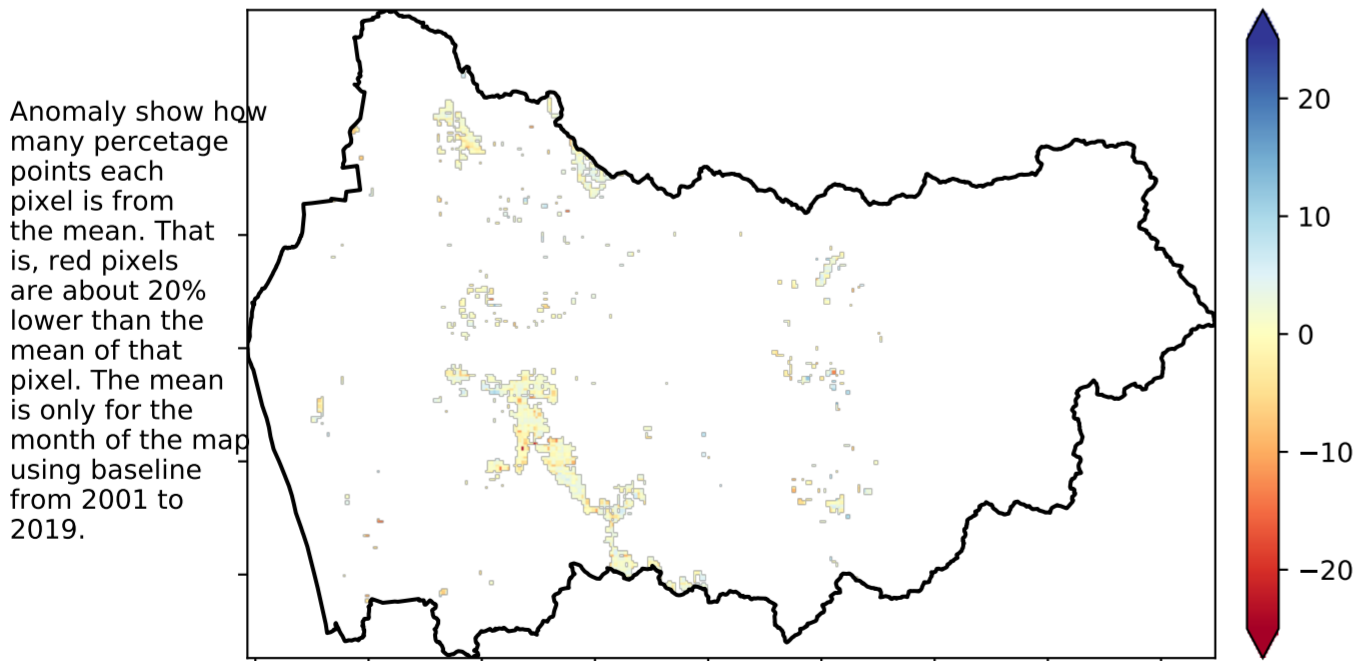 Anomaly show how
many percetage
points each
pixel is from
the mean. That
is, red pixels
are about 20%
lower than the
mean of that
pixel. The mean
is only for the
month of the map
using baseline
from 2001 to
2019.
20
10
0
−10
−20